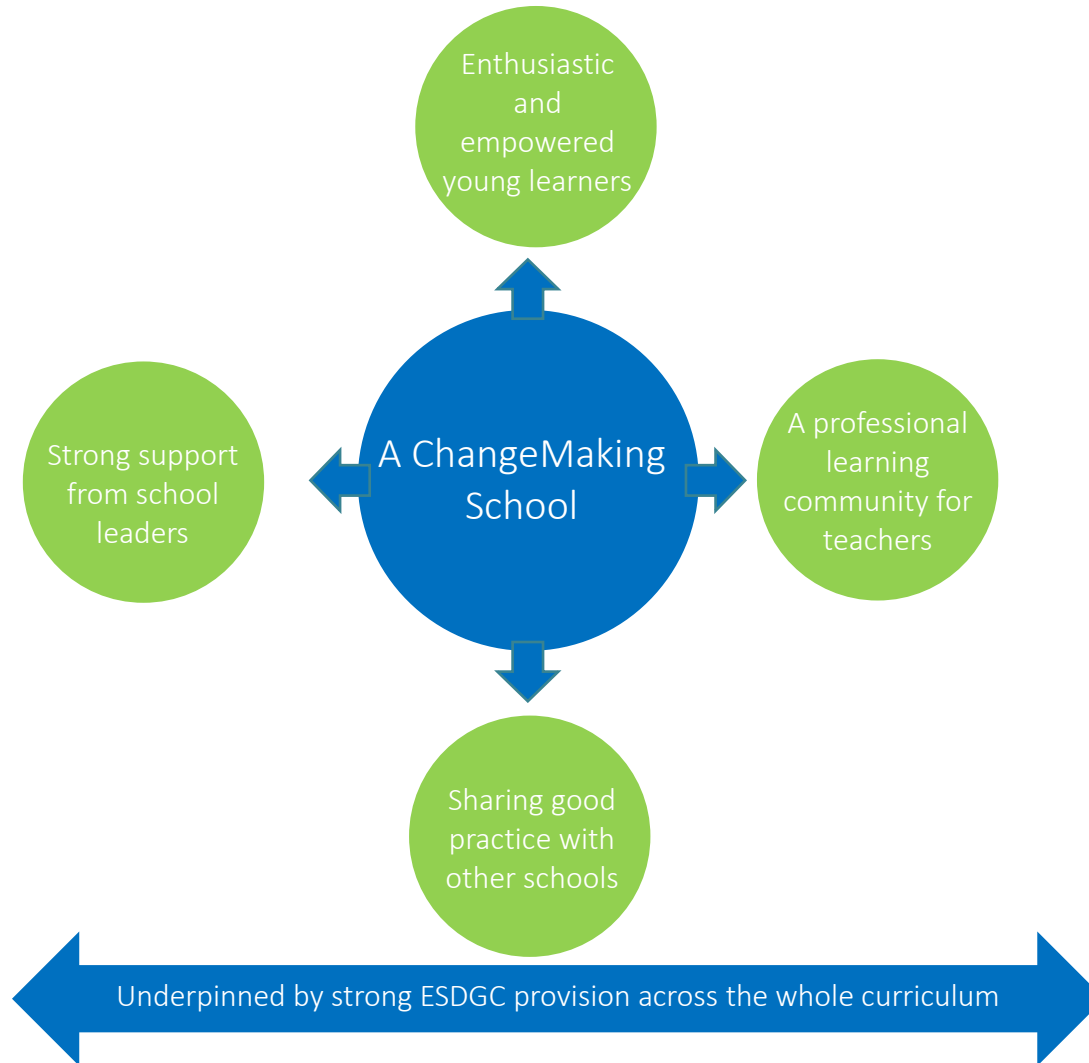 Enthusiastic
and
empowered
young learners
Strong support
from school
leaders
A ChangeMaking
School
A professional
learning
community for
teachers
Sharing good
practice with
other schools
Underpinned by strong ESDGC provision across the whole curriculum